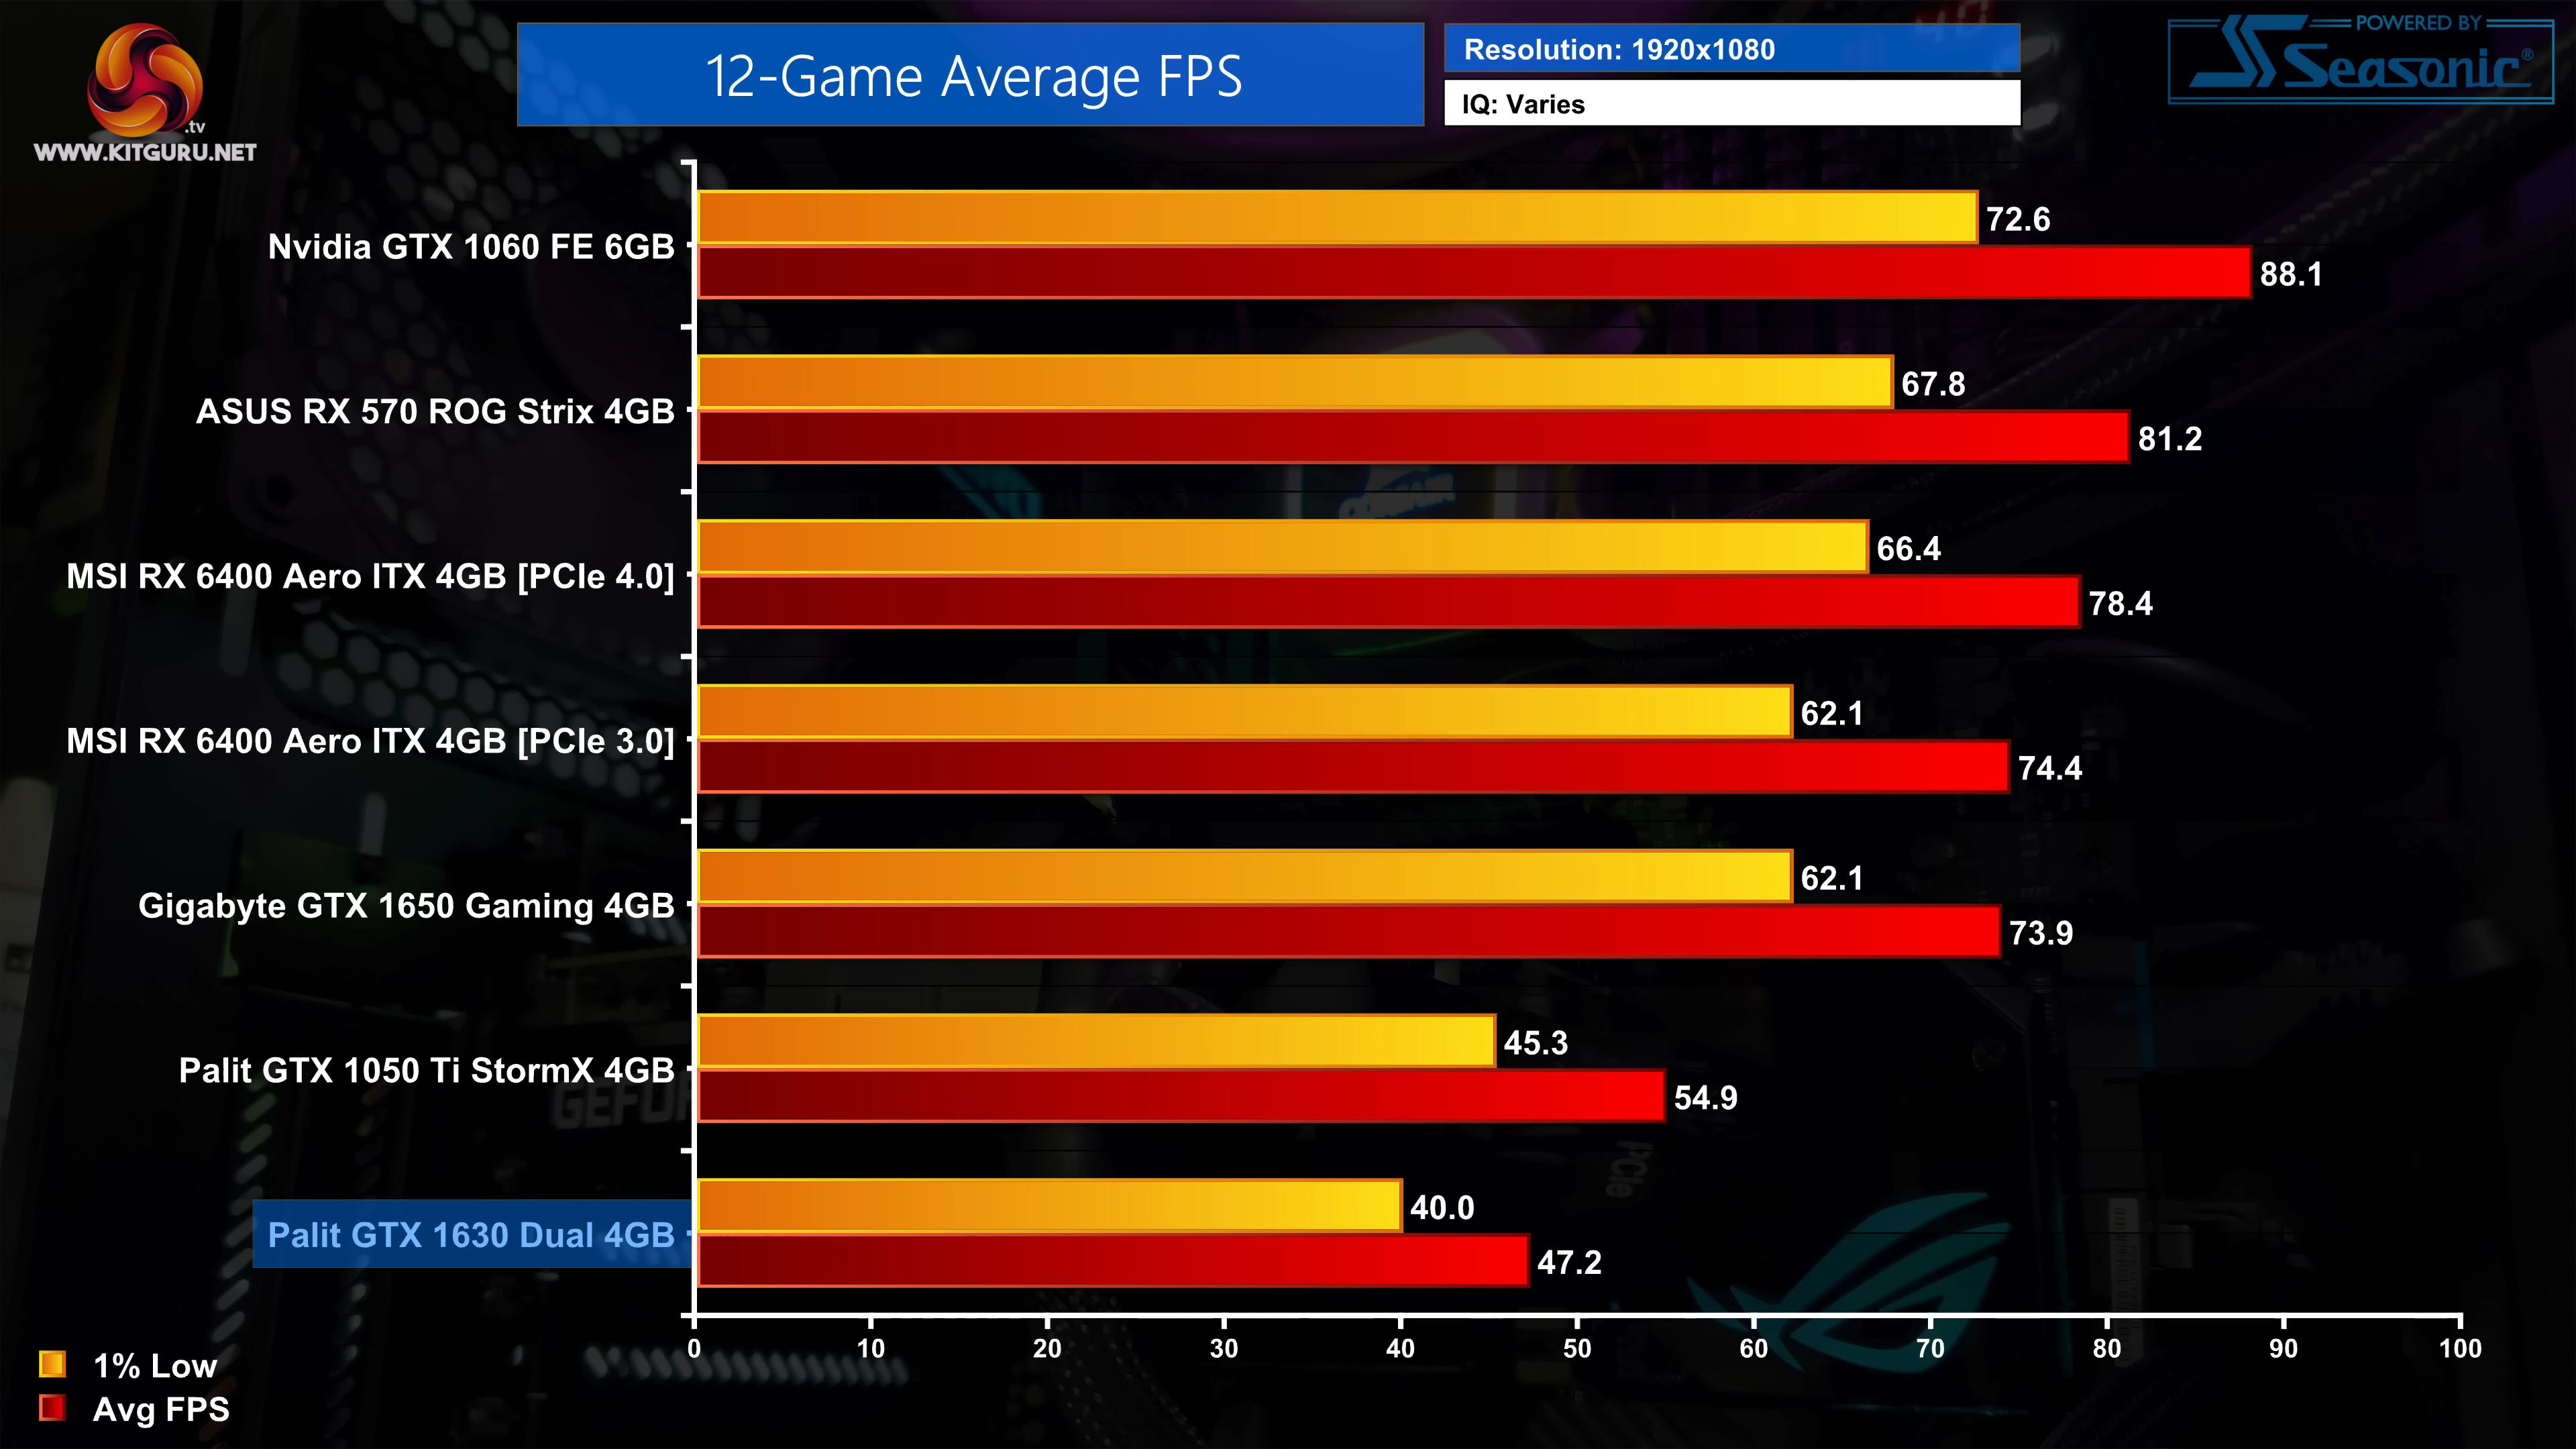 .tv
WWW.KITGURU.NET
12-Game Average FPS
Resolution: 1920x1080
IQ: Varies
POWERED BY
Seasonic®
Nvidia GTX 1060 FE 6GB
72.6
88.1
ASUS RX 570 ROG Strix 4GB
67.8
81.2
MSI RX 6400 Aero ITX 4GB [PCIe 4.0]
66.4
78.4
MSI RX 6400 Aero ITX 4GB [PCIe 3.0]
62.1
74.4
Gigabyte GTX 1650 Gaming 4GB
62.1
73.9
Palit GTX 1050 Ti StormX 4GB
45.3
54.9
Palit GTX 1630 Dual 4GB
40.0
47.2
PCIe
0 10 20 30 40 50 60 70 80 90 100
1% Low
Avg FPS